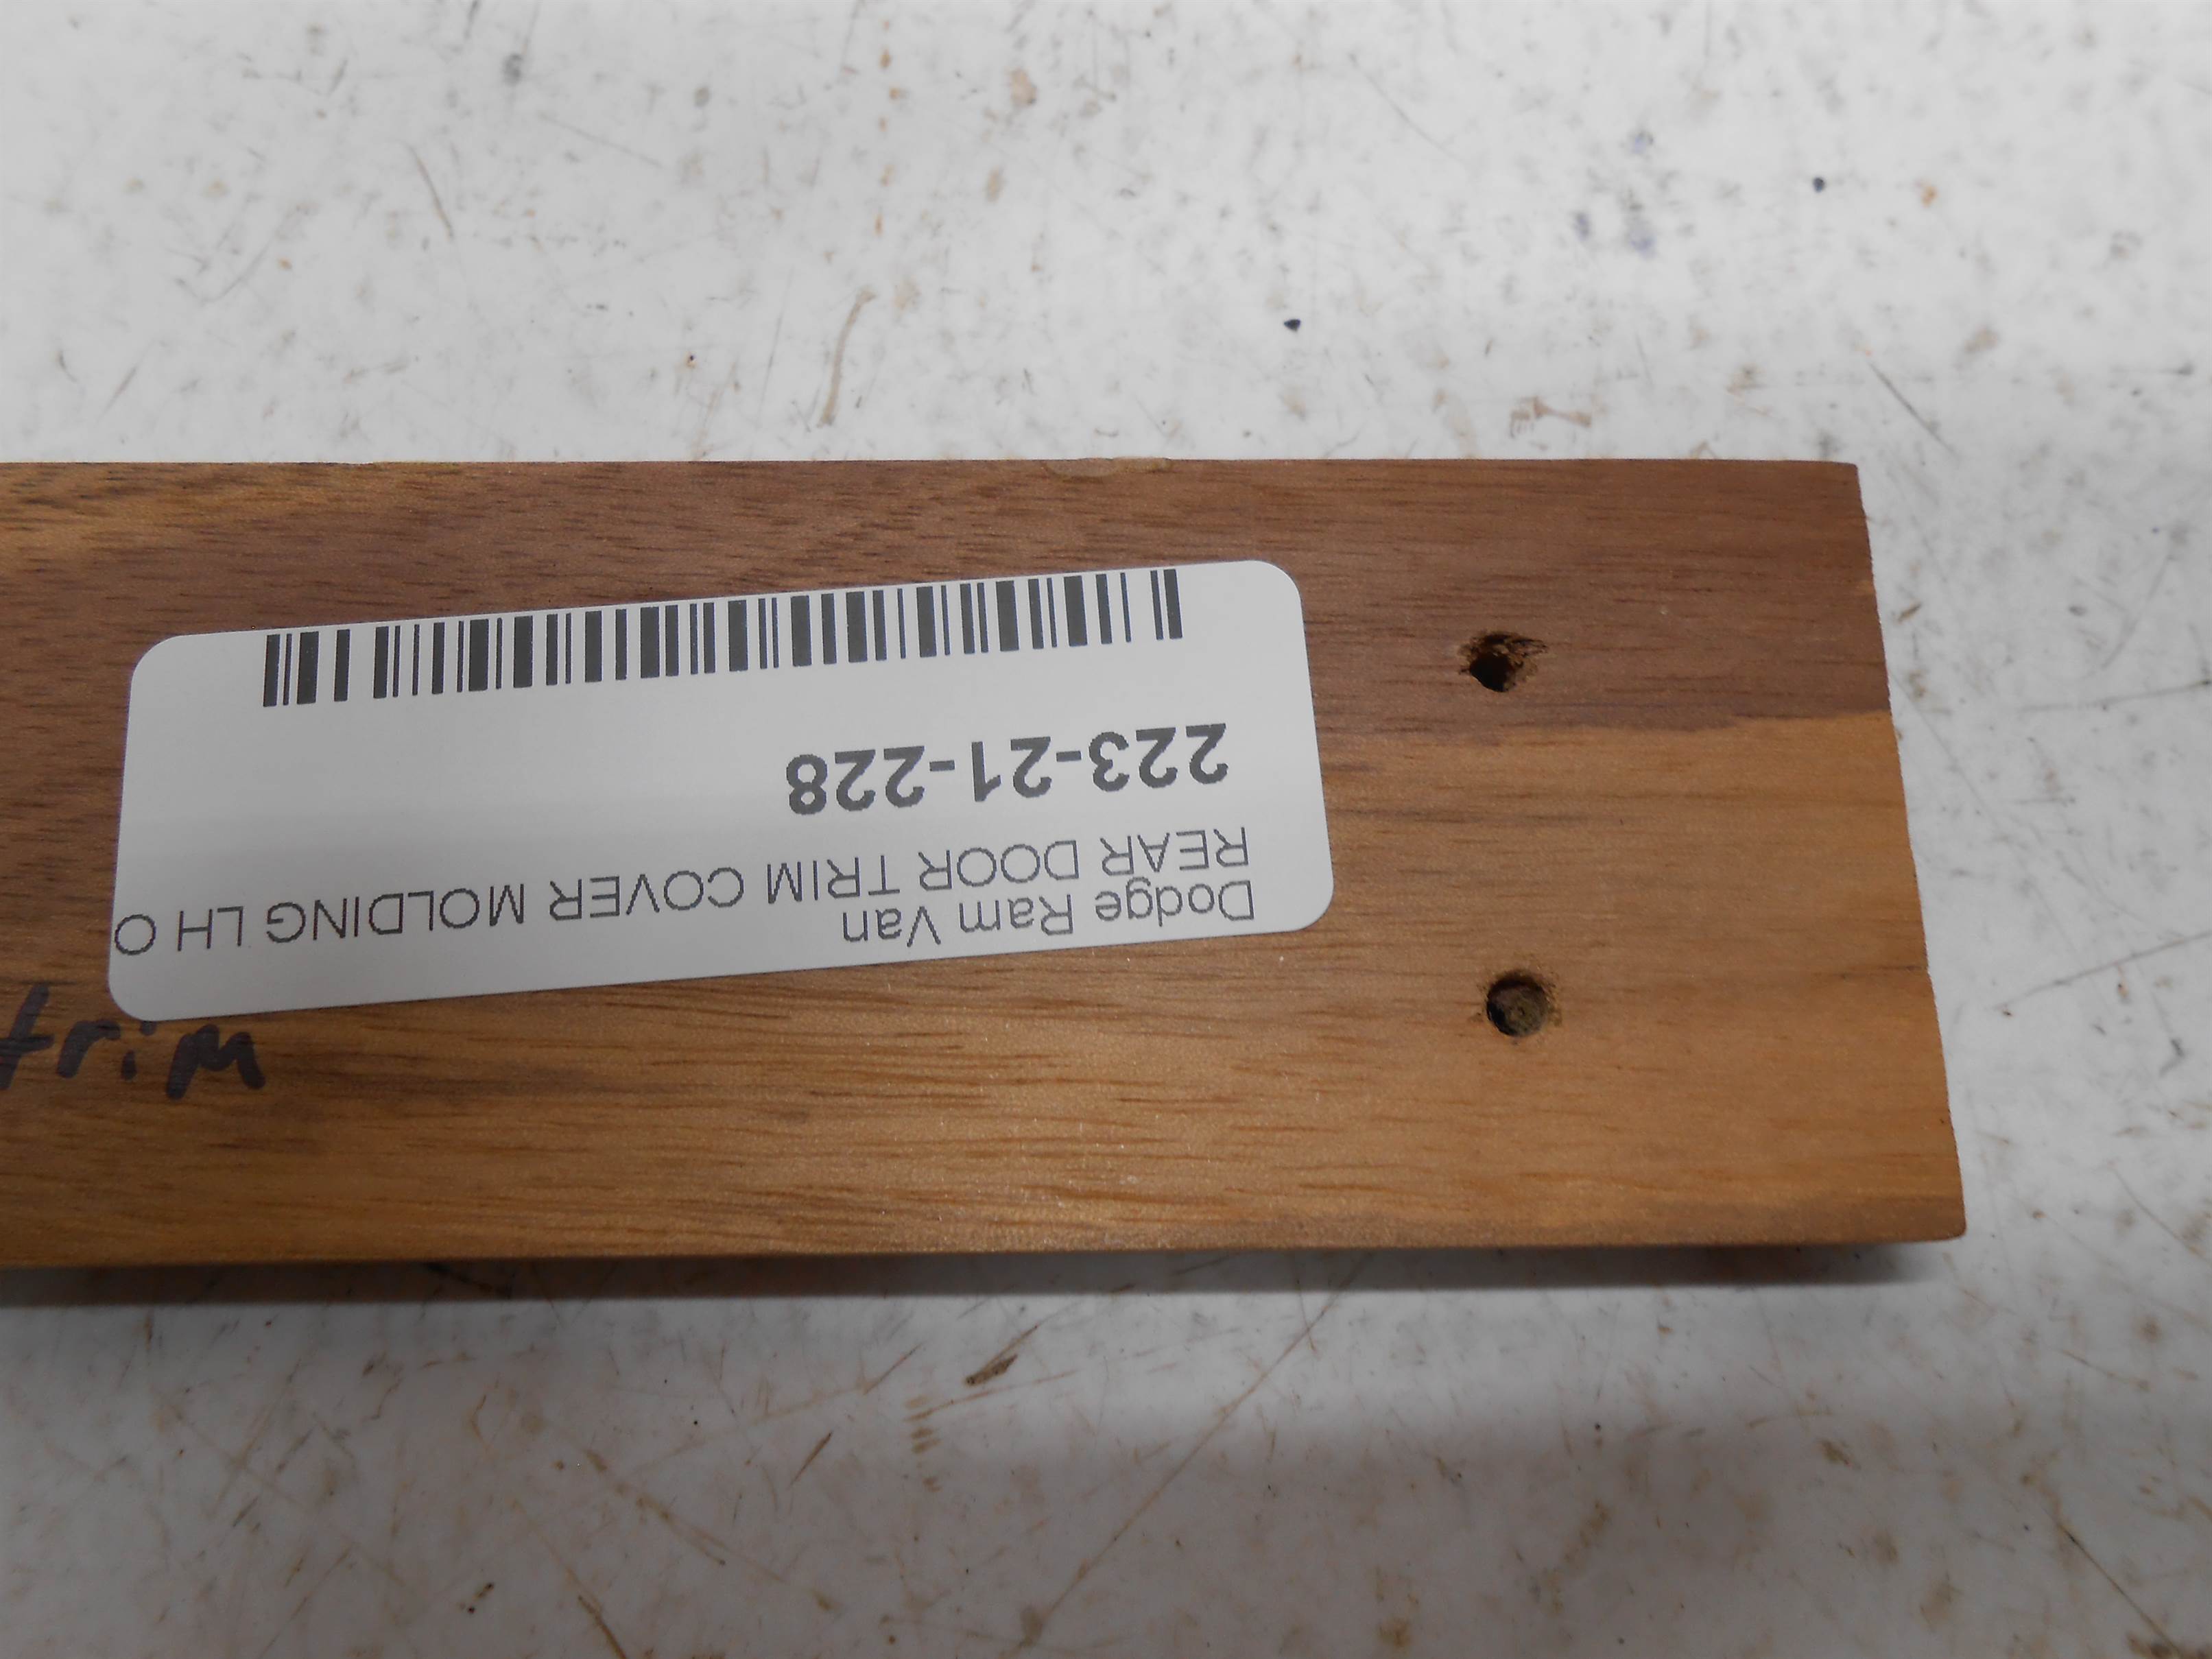 Dodge Ram Van
REAR DOOR TRIM COVER MOLDING LH O
223-21-228
trim